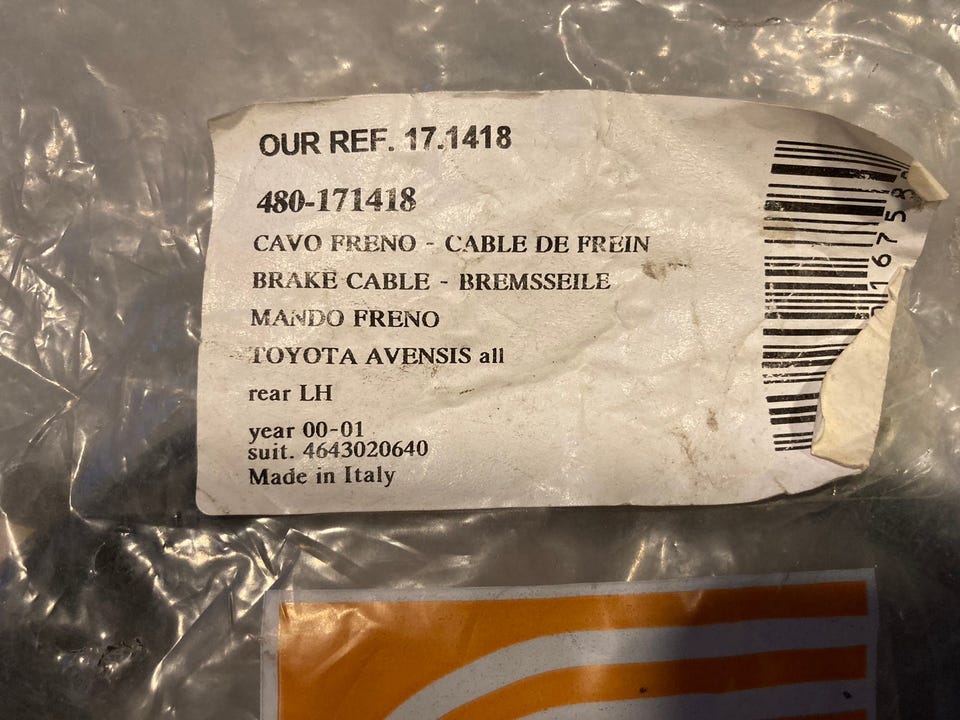 OUR REF. 17.1418
480-171418
CAVO FRENO - CABLE DE FREIN
BRAKE CABLE - BREMSSEILE
MANDO FRENO
TOYOTA AVENSIS all
rear LH
year 00-01
suit. 4643020640
Made in Italy
1675